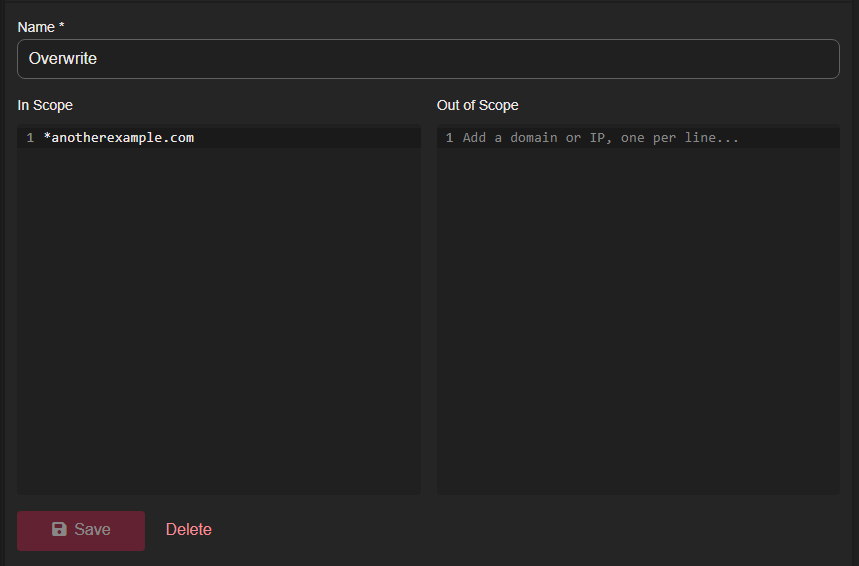 Name *
Overwrite
In Scope
Out of Scope
1 *anotherexample.com
1 Add a domain or IP, one per line...
Save
Delete